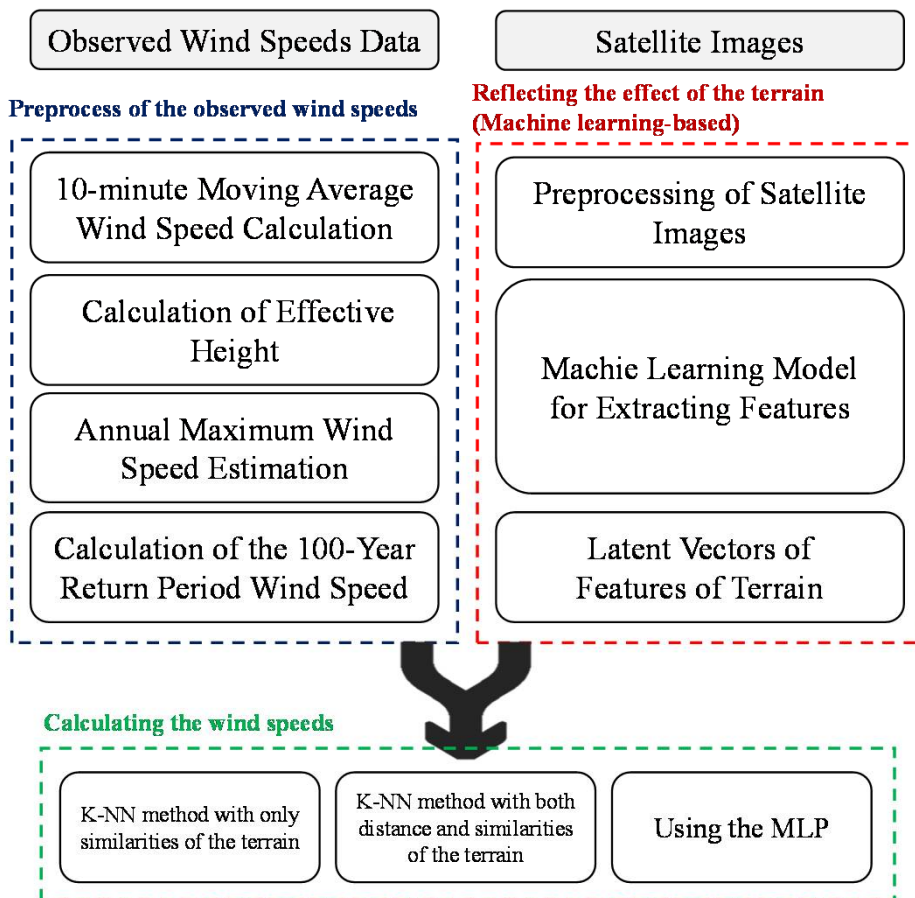 Observed Wind Speeds Data
Satellite Images
Preprocess of the observed wind speeds
10-minute Moving Average
Wind Speed Calculation
Calculation of Effective
Height
Annual Maximum Wind
Speed Estimation
Calculation of the 100-Year
Return Period Wind Speed
Reflecting the effect of the terrain
(Machine learning-based)
Preprocessing of Satellite
Images
Machie Learning Model
for Extracting Features
Latent Vectors of
Features of Terrain
Calculating the wind speeds
K-NN method with only
similarities of the terrain
K-NN method with both
distance and similarities
of the terrain
Using the MLP